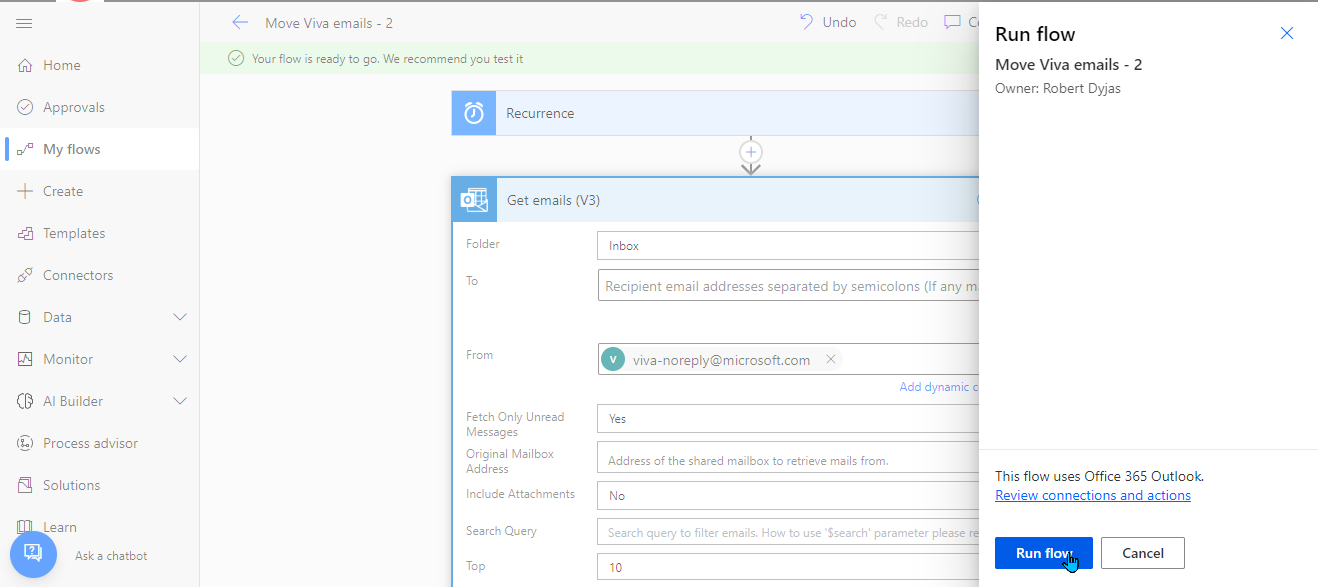 Move Viva emails - 2
Undo
Redo
Your flow is ready to go. We recommend you test it
Home
Approvals
My flows
Create
Templates
Connectors
Data
Monitor
AI Builder
Process advisor
Solutions
Learn
Ask a chatbot
Recurrence
Get emails (V3)
Folder
Inbox
To
Recipient email addresses separated by semicolons (If any
From
V
viva-noreply@microsoft.com
Add dynamic
Fetch Only Unread
Messages
Yes
Original Mailbox
Address
Address of the shared mailbox to retrieve mails from.
Include Attachments
No
Search Query
Search query to filter emails. How to use '$search' parameter please
Top
10
Run flow
Move Viva emails - 2
Owner: Robert Dyjas
This flow uses Office 365 Outlook.
Review connections and actions
Run flow
Cancel